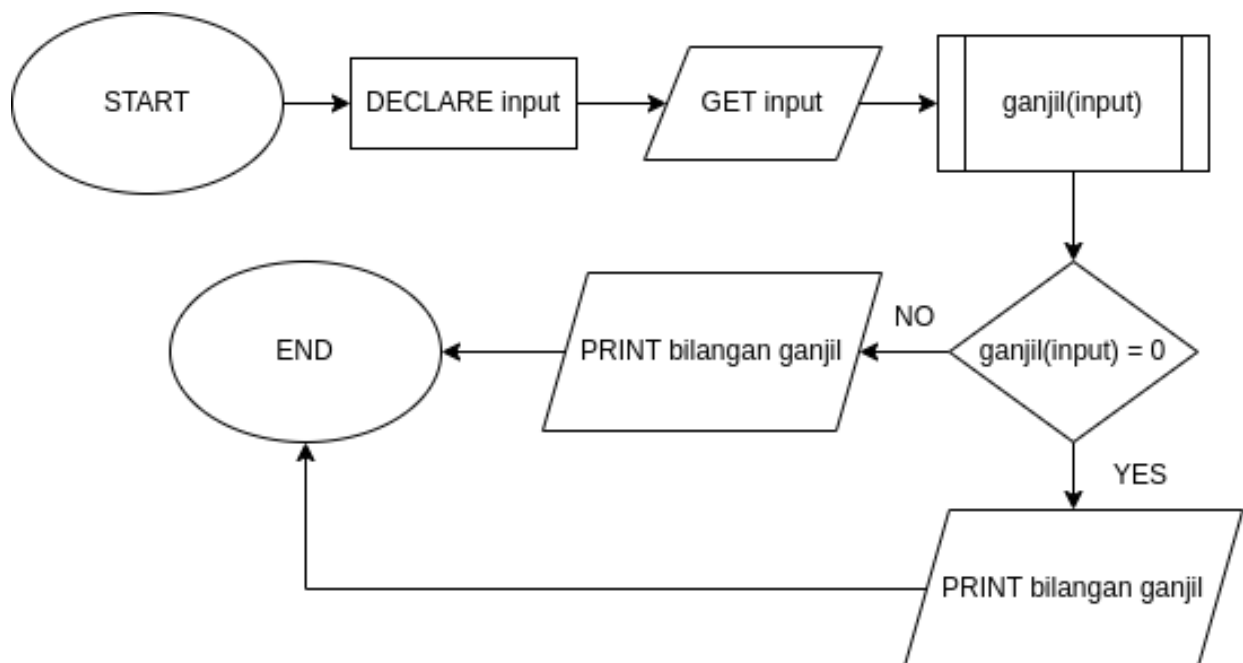 START
DECLARE input
GET input
ganjil(input)
ganjil(input) = 0
NO
PRINT bilangan ganjil
END
YES
PRINT bilangan ganjil